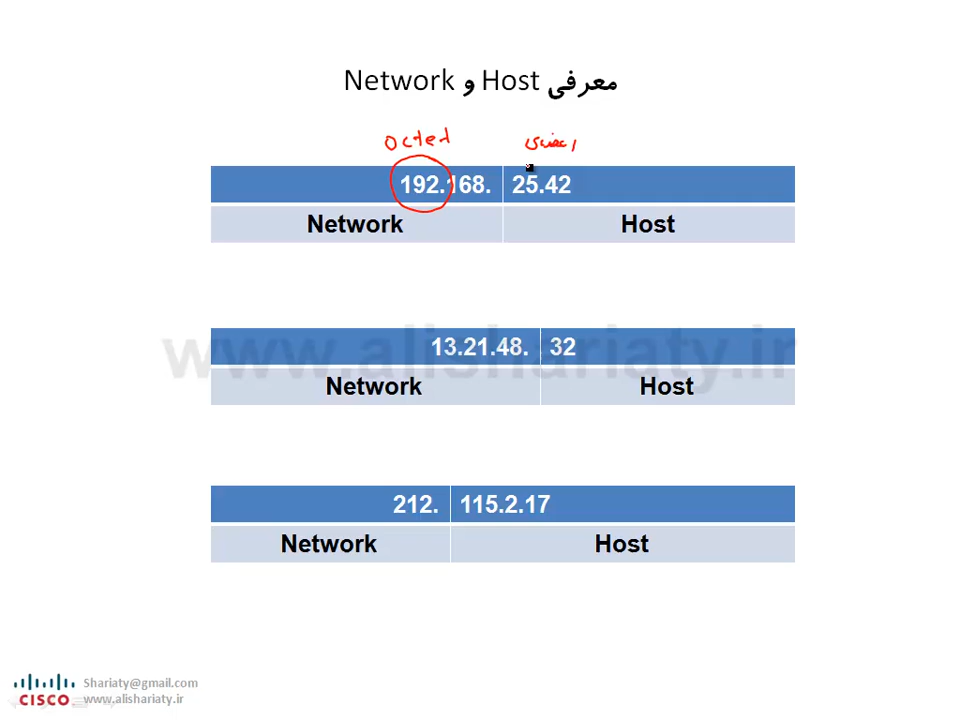 معرفی Host و Network
Octet
اعضای
192.168. 25.42
Network Host
www.alishariaty.ir
13.21.48. 32
Network Host
212. 115.2.17
Network Host
Shariaty@gmail.com
CISCO www.alishariaty.ir